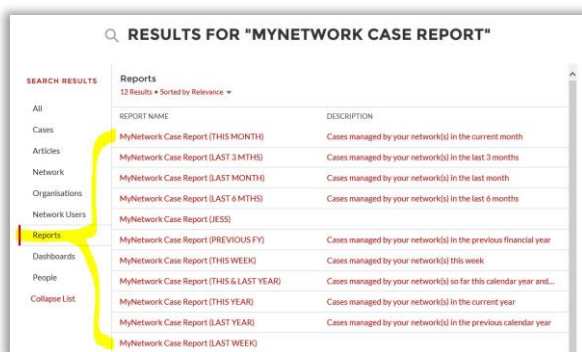 RESULTS FOR "MYNETWORK CASE REPORT"
SEARCH RESULTS
All
Cases
Articles
Network
Organisations
Network Users
Reports
Dashboards
People
Collapse List
Reports
12 Results • Sorted by Relevance
REPORT NAME DESCRIPTION
MyNetwork Case Report (THIS MONTH) Cases managed by your network(s) in the current month
MyNetwork Case Report (LAST 3 MTHS) Cases managed by your network(s) in the last 3 months
MyNetwork Case Report (LAST MONTH) Cases managed by your network(s) in the last month
MyNetwork Case Report (LAST 6 MTHS) Cases managed by your network(s) in the last 6 months
MyNetwork Case Report (JESS)
MyNetwork Case Report (PREVIOUS FY) Cases managed by your network(s) in the previous financial year
MyNetwork Case Report (THIS WEEK) Cases managed by your network(s) this week
MyNetwork Case Report (THIS & LAST YEAR) Cases managed by your network(s) so far this calendar year and...
MyNetwork Case Report (THIS YEAR) Cases managed by your network(s) in the current year
MyNetwork Case Report (LAST YEAR) Cases managed by your network(s) in the previous calendar year
MyNetwork Case Report (LAST WEEK)